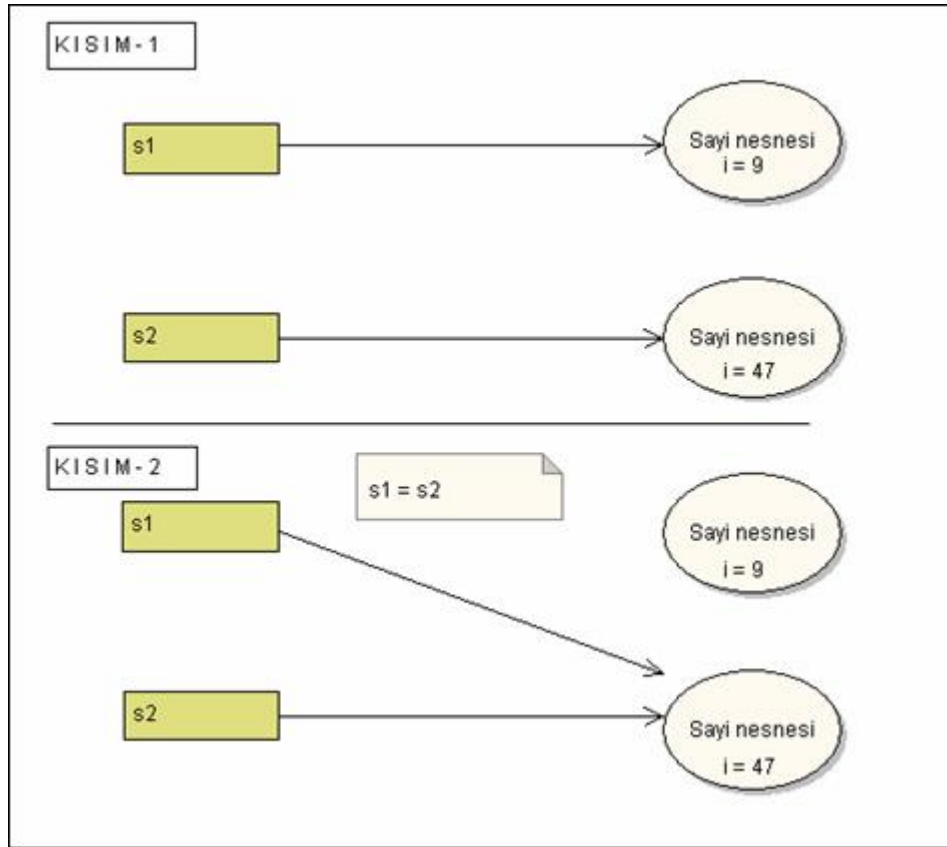 KISIM-1
s1
Sayi nesnesi
i = 9
s2
Sayi nesnesi
i = 47
KISIM-2
s1 = s2
s1
Sayi nesnesi
i = 9
s2
Sayi nesnesi
i = 47